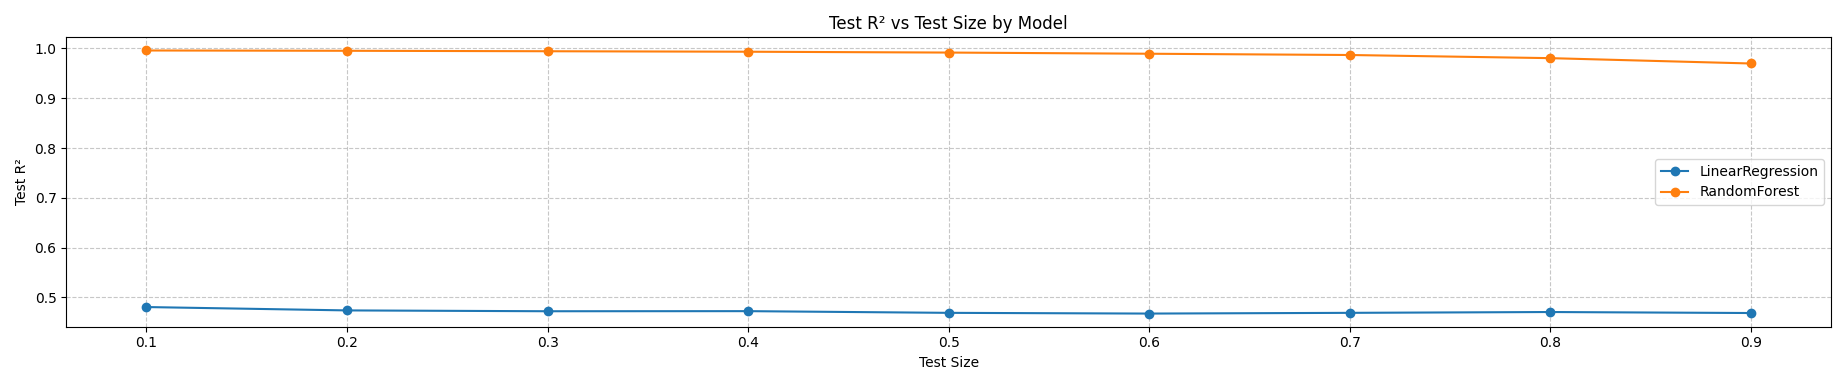 Test R² vs Test Size by Model
Test R²
1.0
0.9
0.8
0.7
0.6
0.5
LinearRegression
RandomForest
0.1 0.2 0.3 0.4 0.5 0.6 0.7 0.8 0.9
Test Size